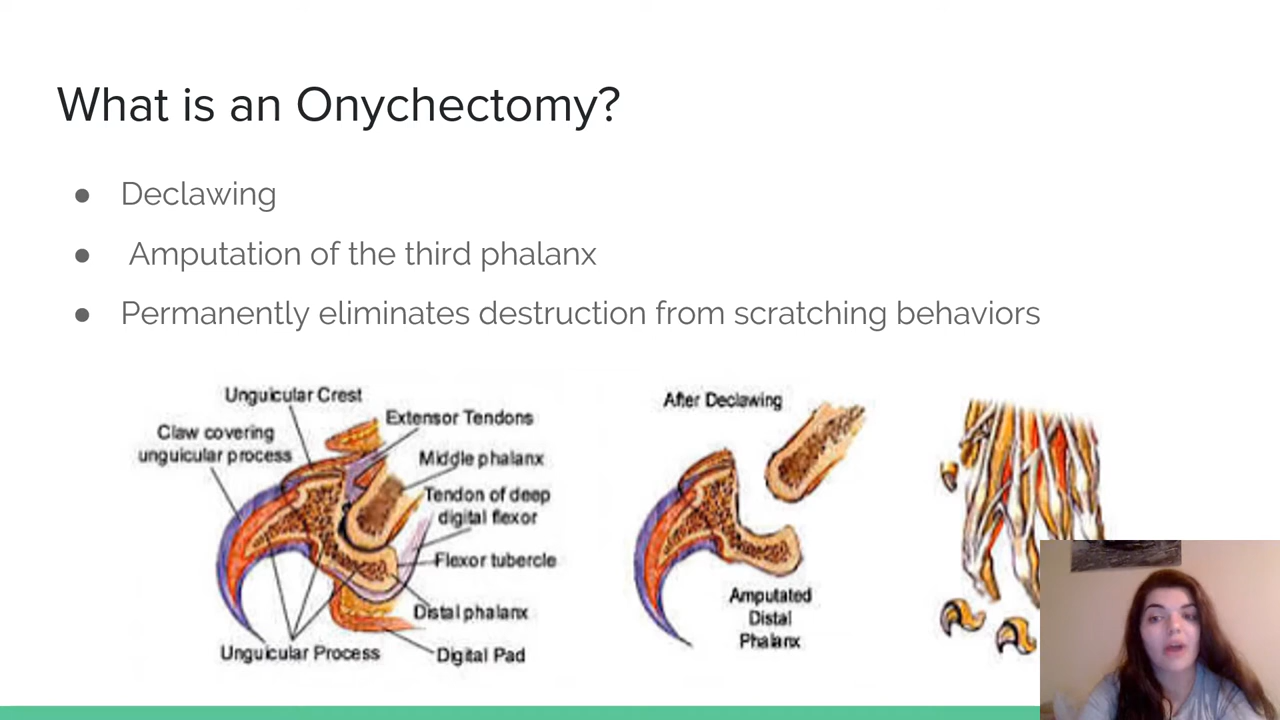 What is an Onychectomy?
● Declawing
● Amputation of the third phalanx
● Permanently eliminates destruction from scratching behaviors
Unguicular Crest
Extensor Tendons
Claw covering
unguicular process
Middle phalanx
Tendon of deep
digital flexor
Flexor tubercle
Distal phalanx
Unguicular Process
Digital Pad
After Declawing
Amputated
Distal
Phalanx